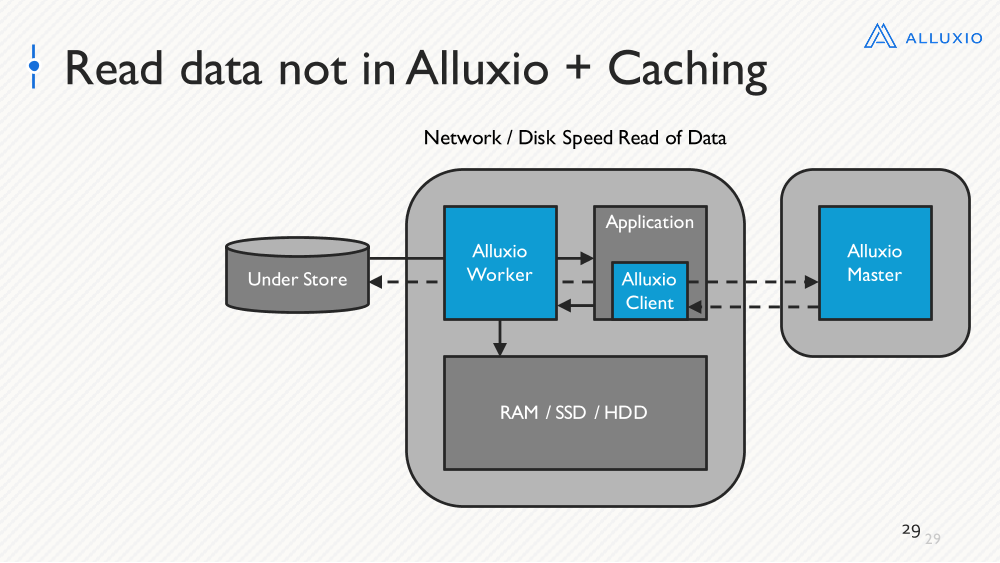 ALLUXIO
Read data not in Alluxio + Caching
Network / Disk Speed Read of Data
Under Store
Alluxio
Worker
Application
Alluxio
Client
Alluxio
Master
RAM / SSD / HDD
29
29